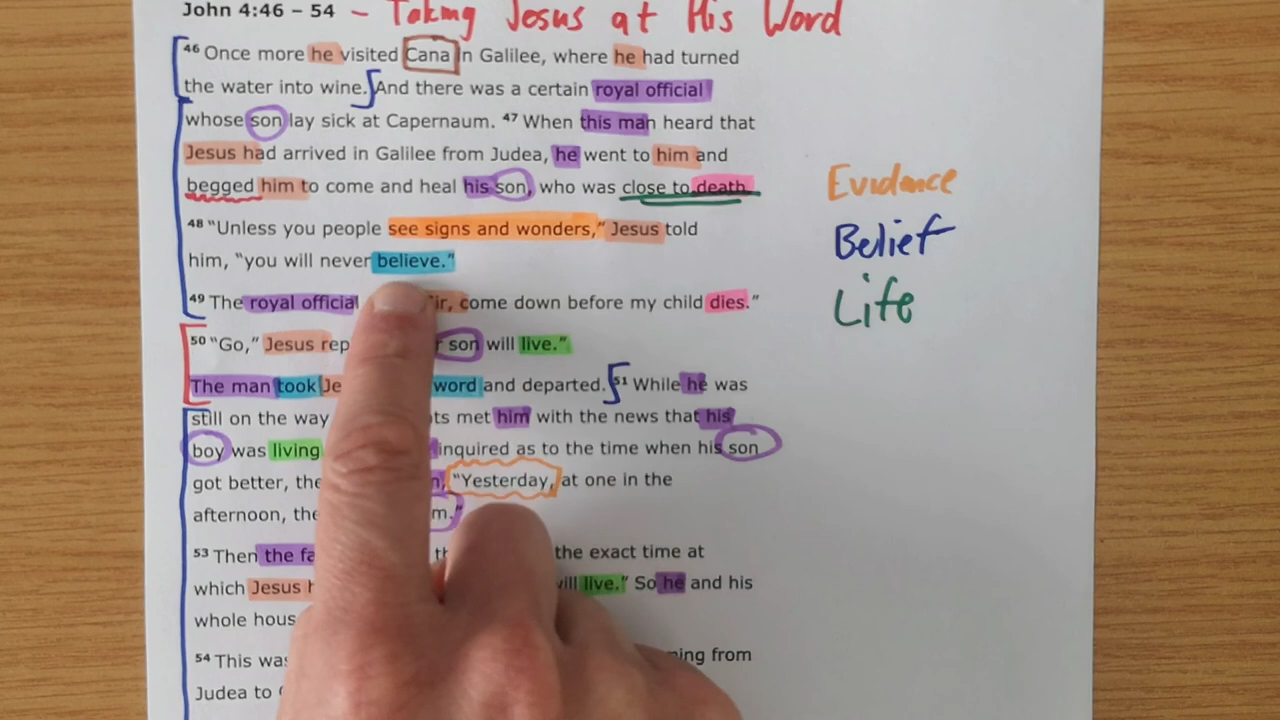 John 4:46 – 54 – Taking Jesus at His Word
46 Once more he visited Cana in Galilee, where he had turned
the water into wine. And there was a certain royal official
whose son lay sick at Capernaum. 47 When this man heard that
Jesus had arrived in Galilee from Judea, he went to him and
begged him to come and heal his son, who was close to death.
48 “Unless you people see signs and wonders,” Jesus told
him, “you will never believe.”
49 The royal official Sir, come down before my child dies.”
50 “Go,” Jesus son will live.”
The man took word and departed. 51 While he was
still on the way met him with the news that his
boy was living inquired as to the time when his son
got better, “Yesterday, at one in the
afternoon,
53 Then the exact time at
which Jesus will live.” So he and his
whole
54 This from
Judea to
Evidence
Belief
Life